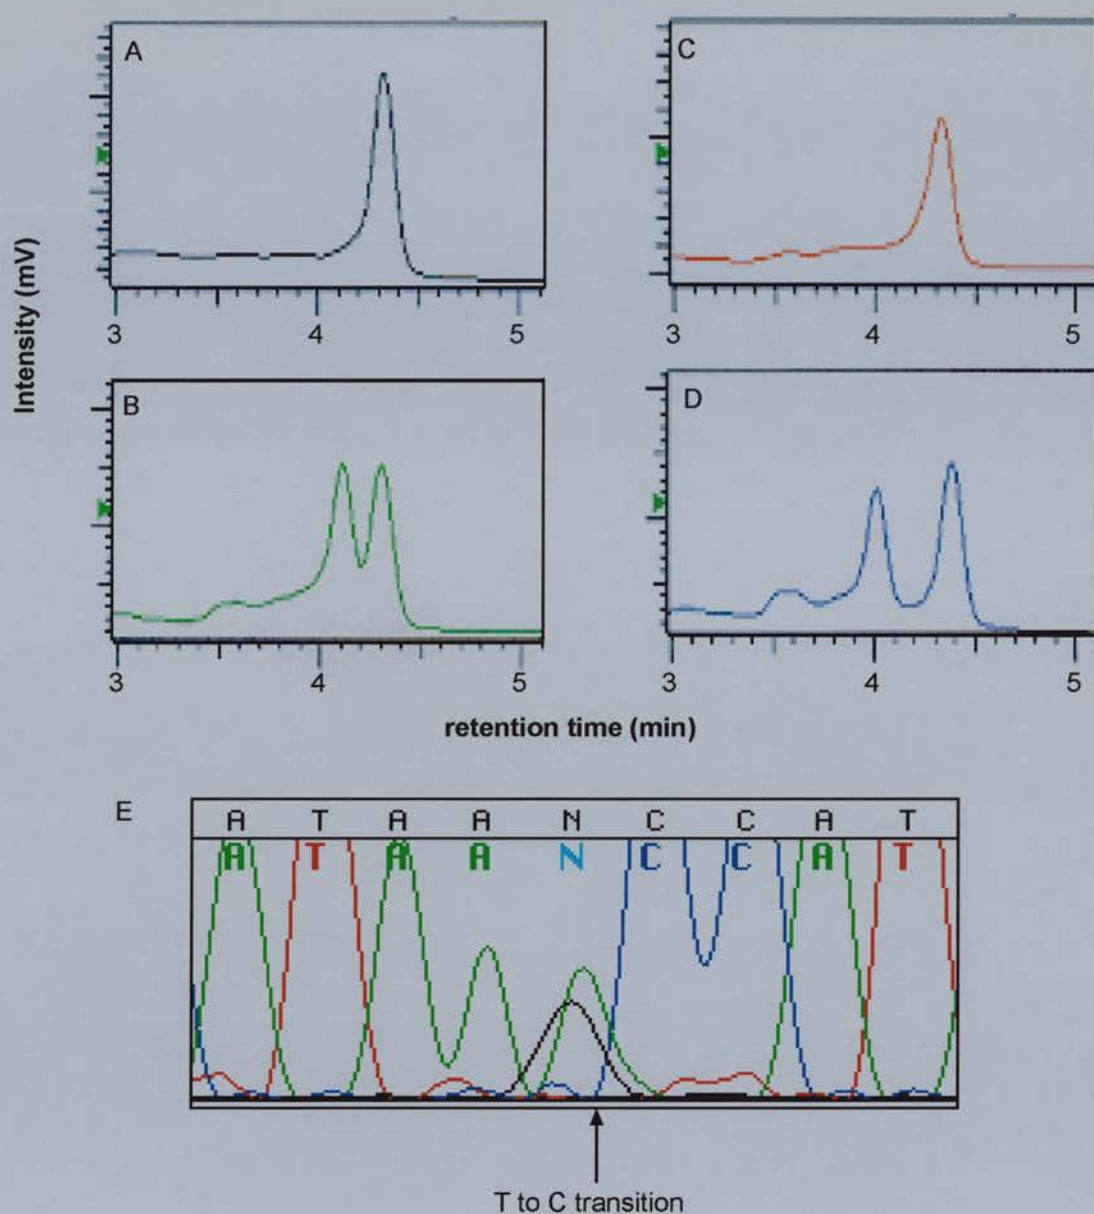 A
C
Intensity (mV)
3 4 5
3 4 5
B
D
3 4 5
3 4 5
retention time (min)
E
A T A A N C C A T
A T A A N C C A T
T to C transition